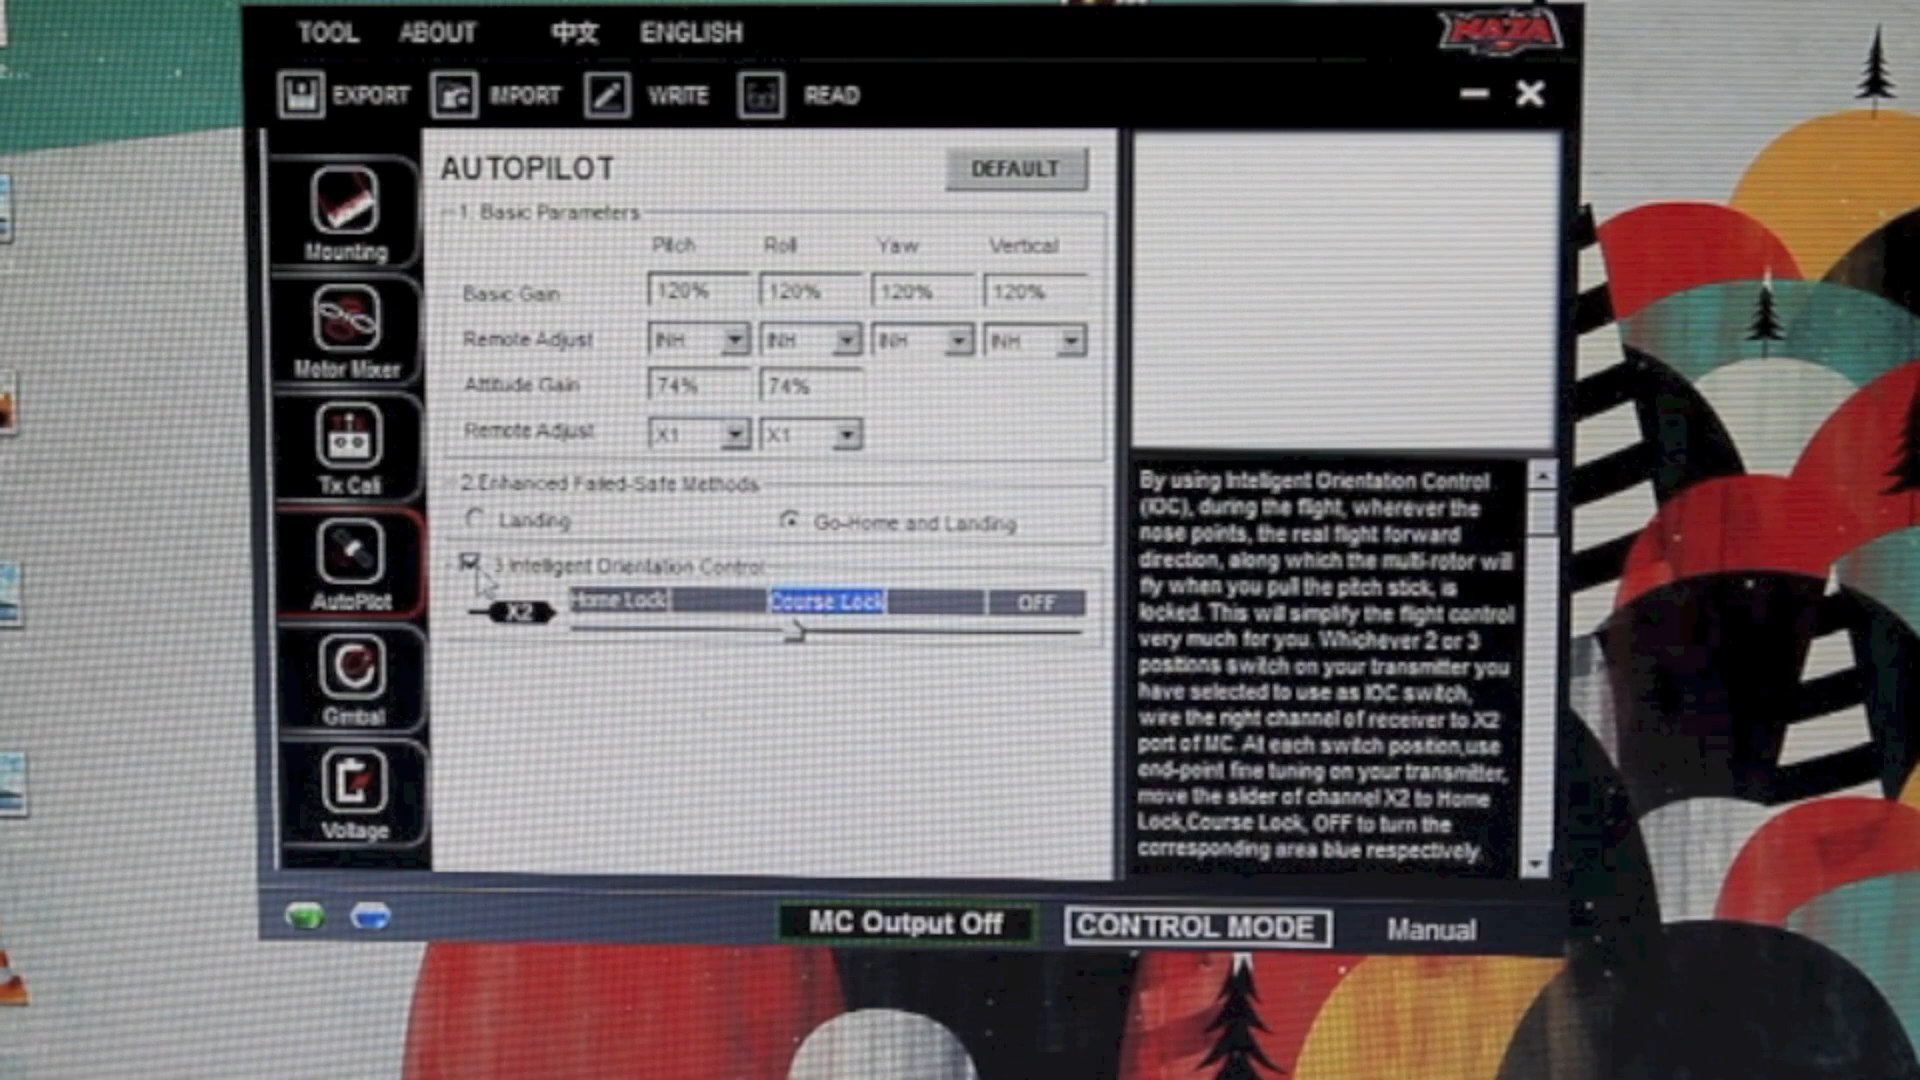 TOOL ABOUT 中文 ENGLISH
NAZA
EXPORT IMPORT WRITE READ
Mounting
Motor Mixer
Tx Cali
AutoPilot
Gimbal
Voltage
AUTOPILOT DEFAULT
1. Basic Parameters
Pitch Roll Yaw Vertical
Basic Gain 120% 120% 120% 120%
Remote Adjust INH INH INH INH
Attitude Gain 74% 74%
Remote Adjust X1 X1
2.Enhanced Failed-Safe Methods
Landing Go-Home and Landing
3.Intelligent Orientation Control
X2 Home Lock Course Lock OFF
By using Intelligent Orientation Control
(IOC), during the flight, wherever the
nose points, the real flight forward
direction, along which the multi-rotor will
fly when you pull the pitch stick, is
locked. This will simplify the flight control
very much for you. Whichever 2 or 3
positions switch on your transmitter you
have selected to use as IOC switch,
wire the right channel of receiver to X2
port of MC. At each switch position,use
end-point fine tuning on your transmitter,
move the slider of channel X2 to Home
Lock,Course Lock, OFF to turn the
corresponding area blue respectively.
MC Output Off CONTROL MODE Manual